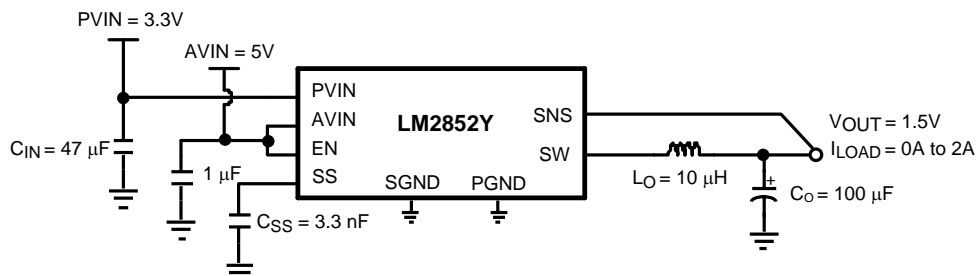 PVIN = 3.3V
AVIN = 5V
PVIN
AVIN
EN
SS
LM2852Y
SNS
SW
SGND
PGND
CIN = 47 μF
1 μF
CSS = 3.3 nF
LO = 10 μH
+
CO = 100 μF
VOUT = 1.5V
ILOAD = 0A to 2A